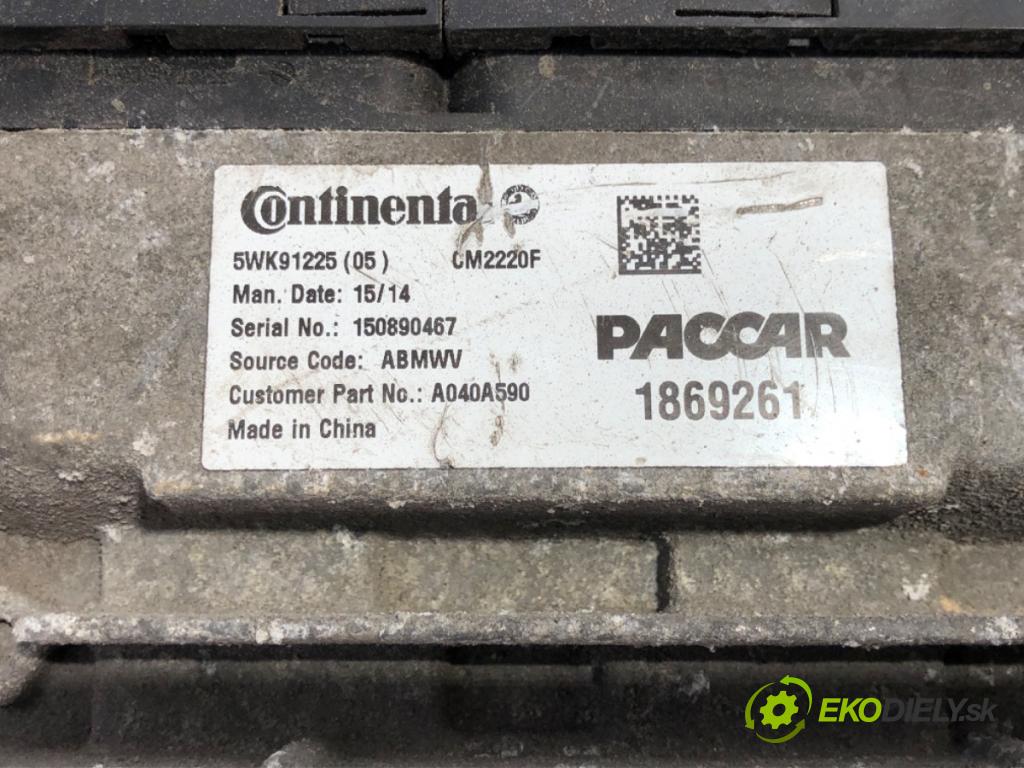 Continental
5WK91225 (05) CM2220F
Man. Date: 15/14
Serial No.: 150890467
Source Code: ABMWV
Customer Part No.: A040A590
Made in China
PACCAR
1869261
EKODIELY.sk